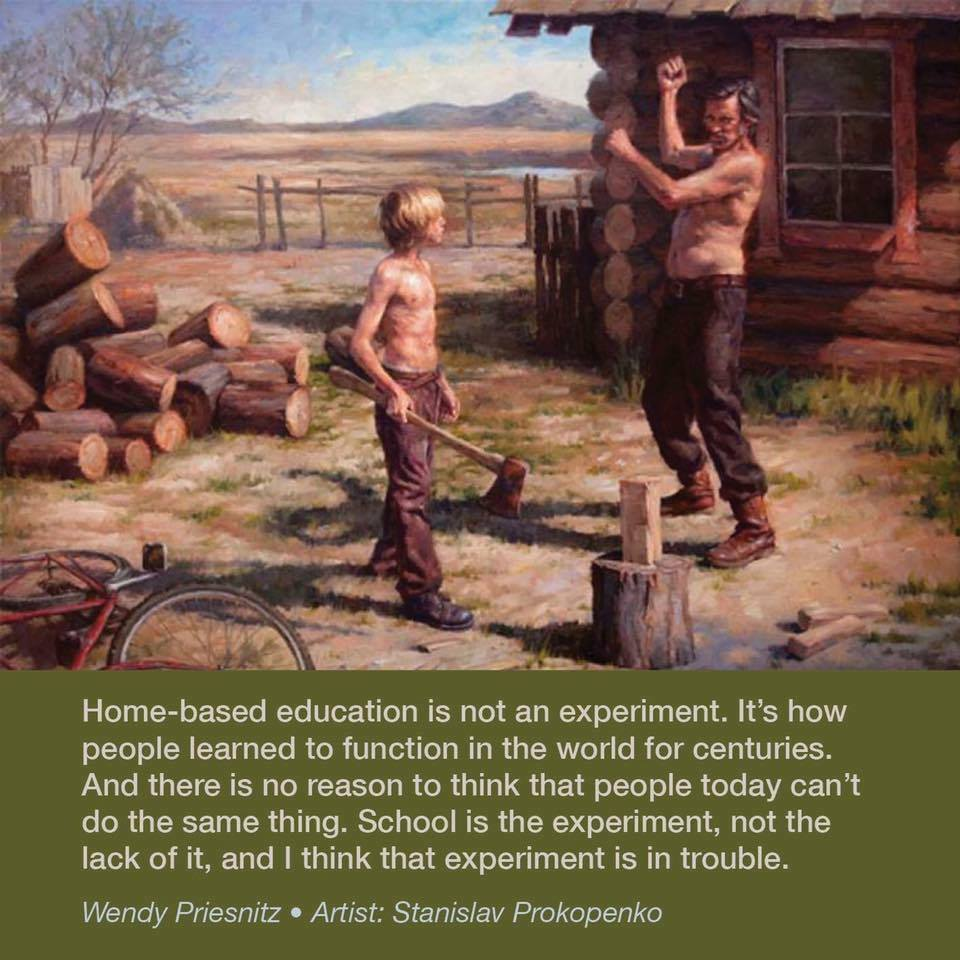 Home-based education is not an experiment. It’s how
people learned to function in the world for centuries.
And there is no reason to think that people today can’t
do the same thing. School is the experiment, not the
lack of it, and I think that experiment is in trouble.
Wendy Priesnitz • Artist: Stanislav Prokopenko